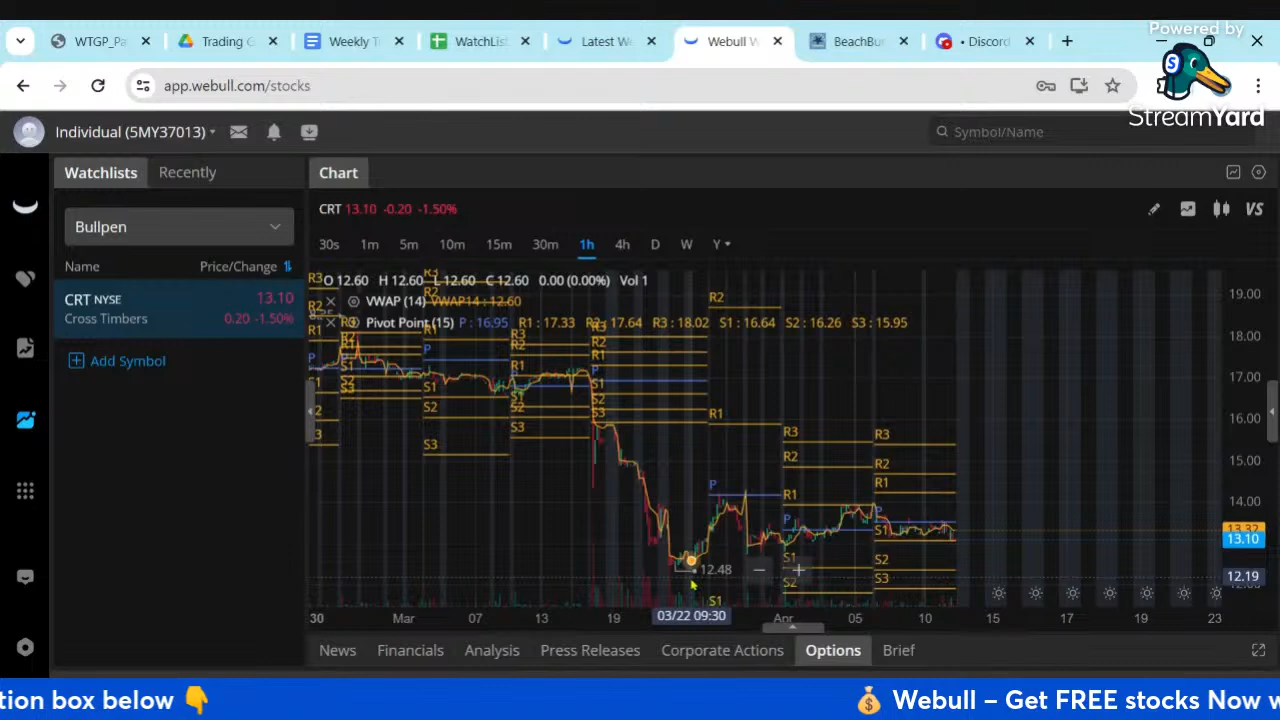 Powered by
StreamYard
WTGP_Pa
Trading G
Weekly T
WatchLis
Latest We
Webull W
BeachBu
• Discord
app.webull.com/stocks
Individual (5MY37013)
Symbol/Name
Watchlists
Recently
Chart
Bullpen
CRT 13.10 -0.20 -1.50%
VS
30s 1m 5m 10m 15m 30m 1h 4h D W Y
Name
Price/Change
CRT NYSE
13.10
Cross Timbers
0.20 -1.50%
Add Symbol
O 12.60 H 12.60 L 12.60 C 12.60 0.00 (0.00%) Vol 1
VWAP (14) VWAP14 : 12.60
Pivot Point (15) P : 16.95 R1 : 17.33 R2 : 17.64 R3 : 18.02 S1 : 16.64 S2 : 16.26 S3 : 15.95
19.00
18.00
17.00
16.00
15.00
14.00
13.32
13.10
12.19
12.48
30 Mar 07 13 19 03/22 09:30 Apr 05 10 15 17 19 23
News
Financials
Analysis
Press Releases
Corporate Actions
Options
Brief
tion box below 👇
💰 Webull – Get FREE stocks Now w